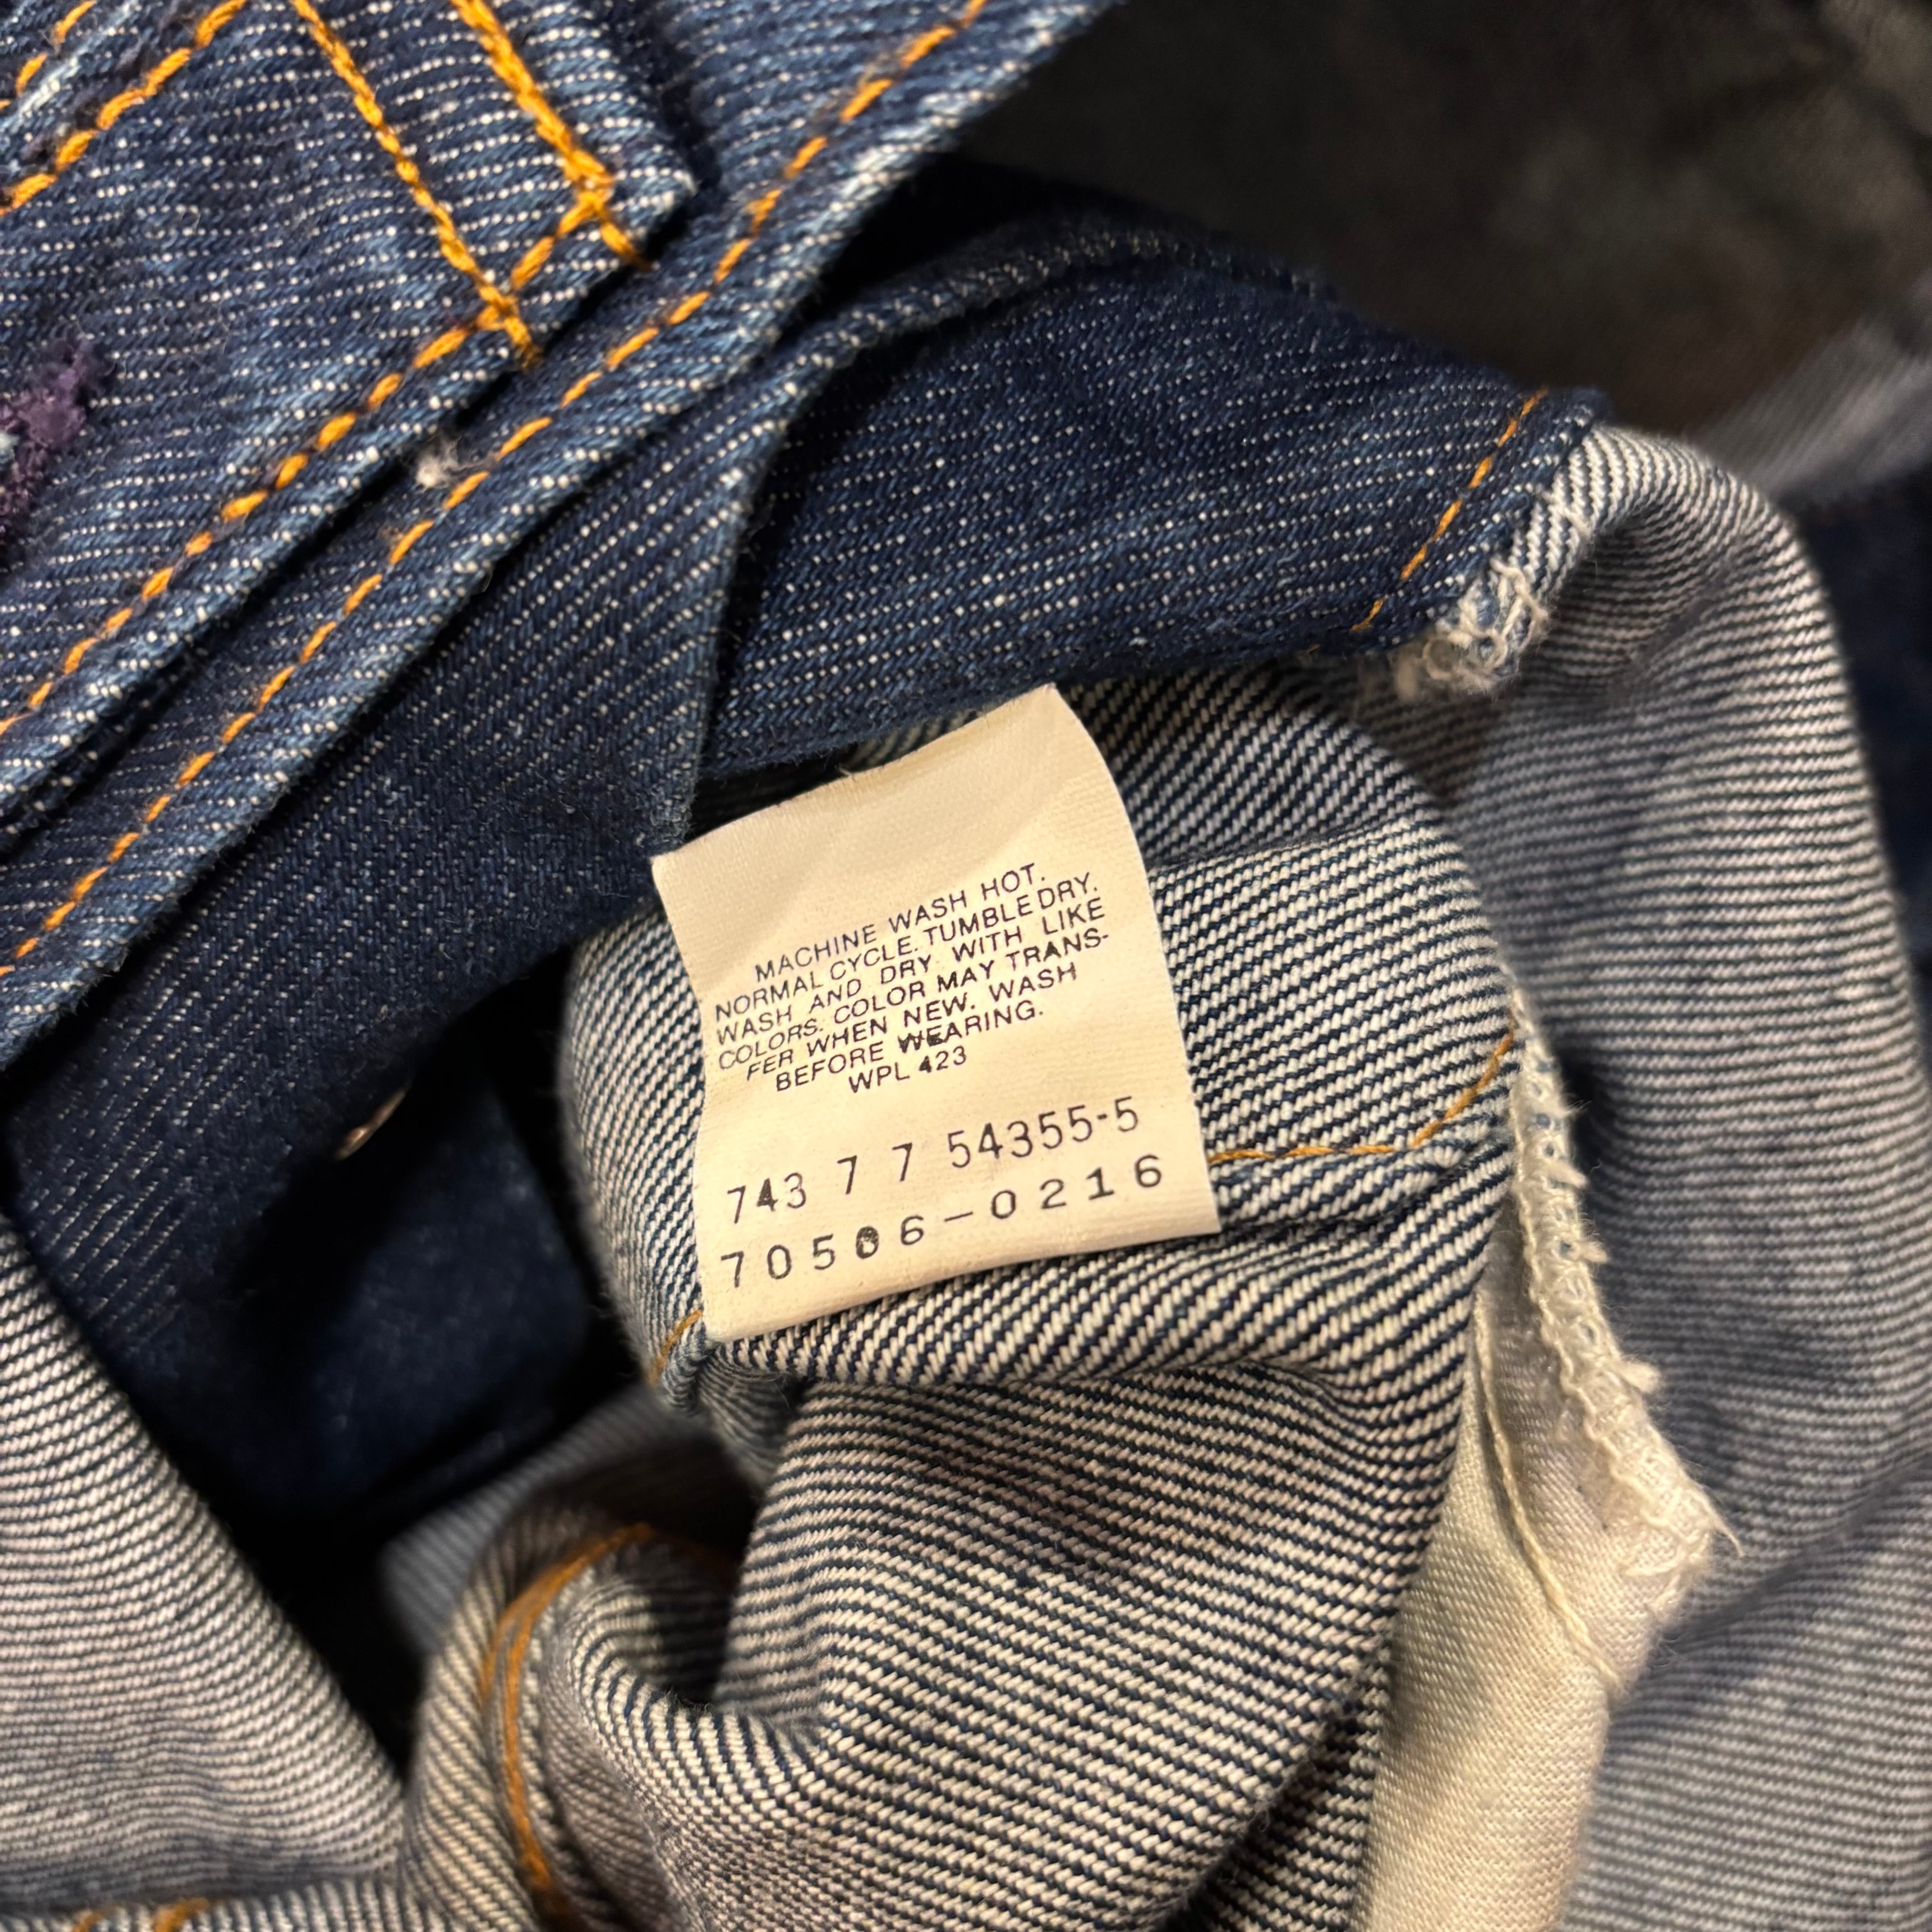 MACHINE WASH HOT.
NORMAL CYCLE. TUMBLE DRY.
WASH AND DRY WITH LIKE
COLORS. COLOR MAY TRANS-
FER WHEN NEW. WASH
BEFORE WEARING.
WPL 423
743 7 7 54355-5
70506-0216